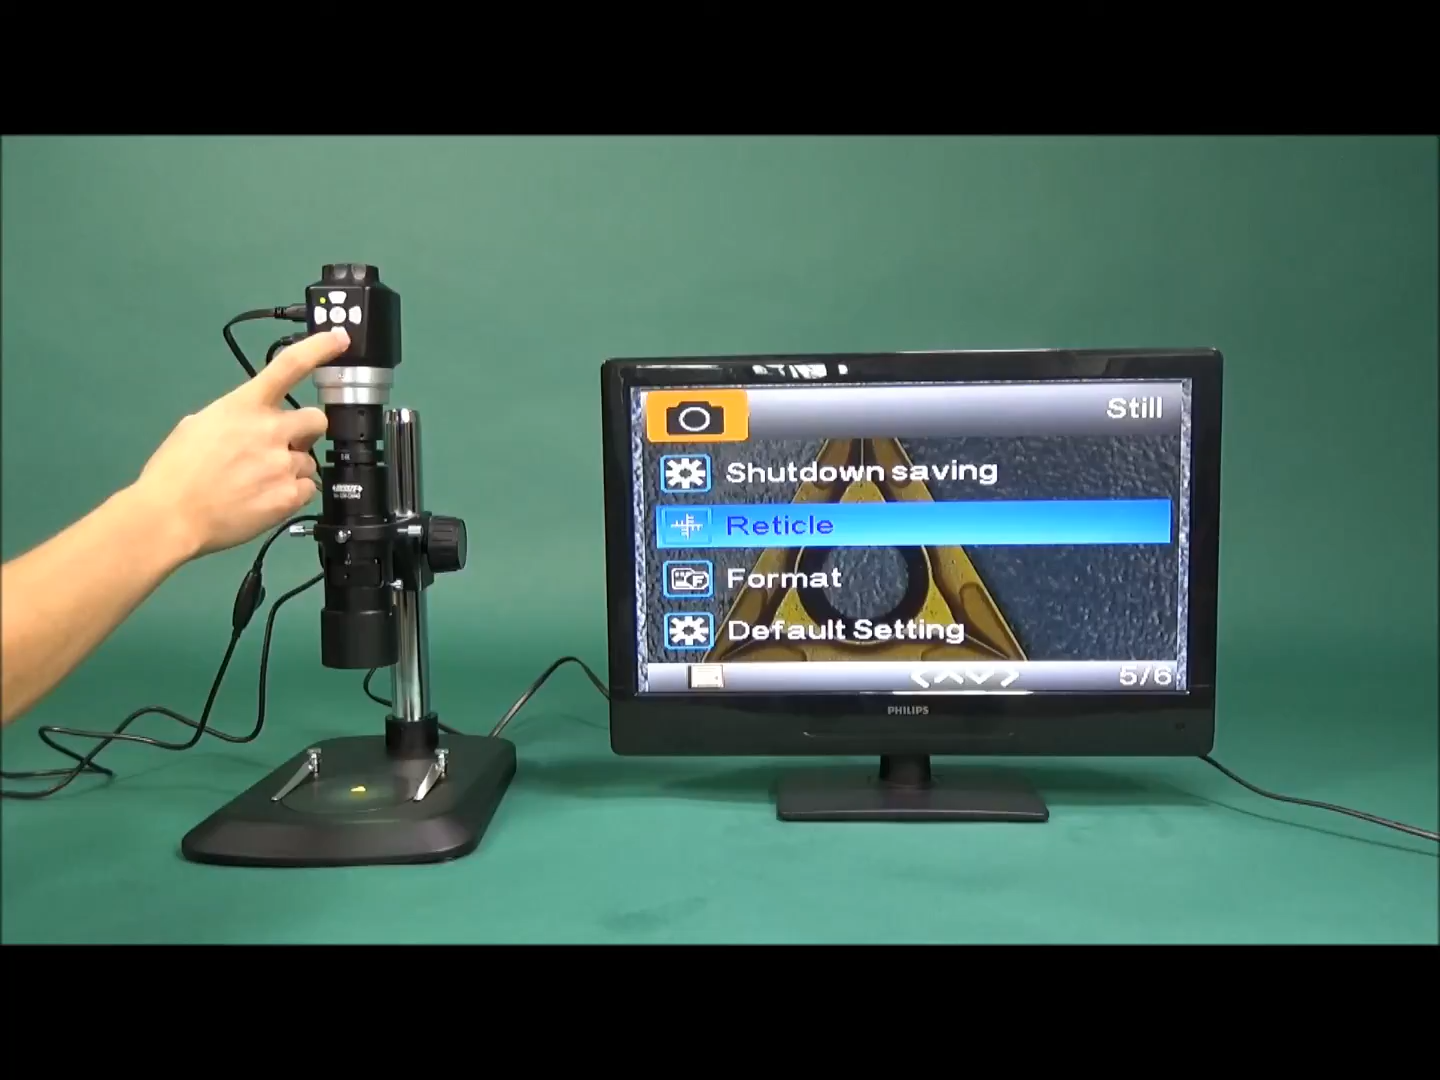 Still
Shutdown saving
Reticle
Format
Default Setting
5/6
PHILIPS